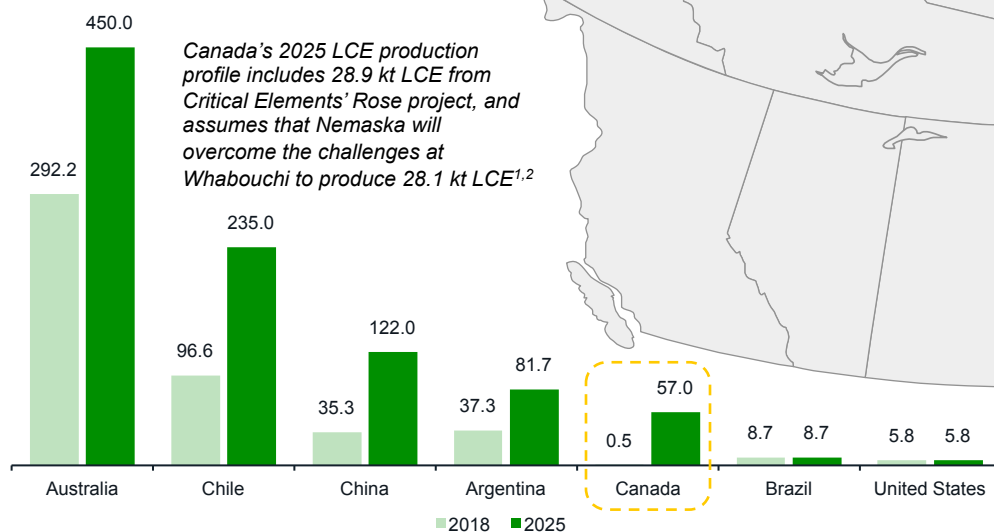 450.0
Canada's 2025 LCE production
profile includes 28.9 kt LCE from
Critical Elements' Rose project, and
assumes that Nemaska will
overcome the challenges at
Whabouchi to produce 28.1 kt LCE1,2
292.2
235.0
96.6
122.0
35.3
37.3
81.7
0.5
57.0
8.7 8.7
5.8 5.8
Australia Chile China Argentina Canada Brazil United States
2018 2025